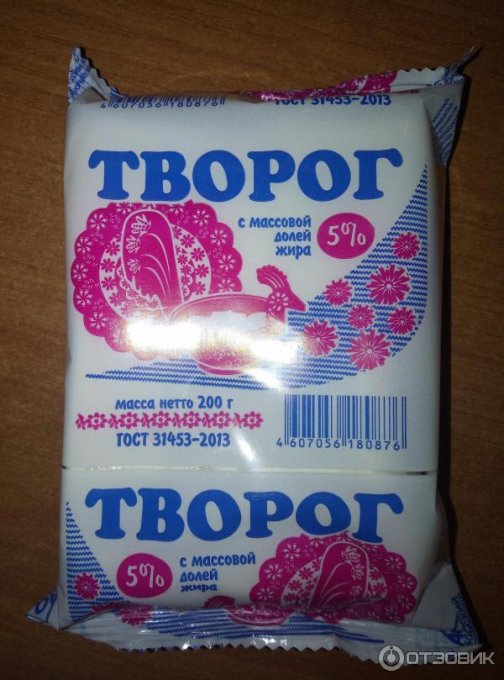 4607056180876
ГОСТ 31453-2013
ТВОРОГ
с массовой
долей
жира
5%
масса нетто 200 г
ГОСТ 31453-2013
4 607056 180876
ТВОРОГ
5%
с массовой
долей
жира
ОТЗОВИК